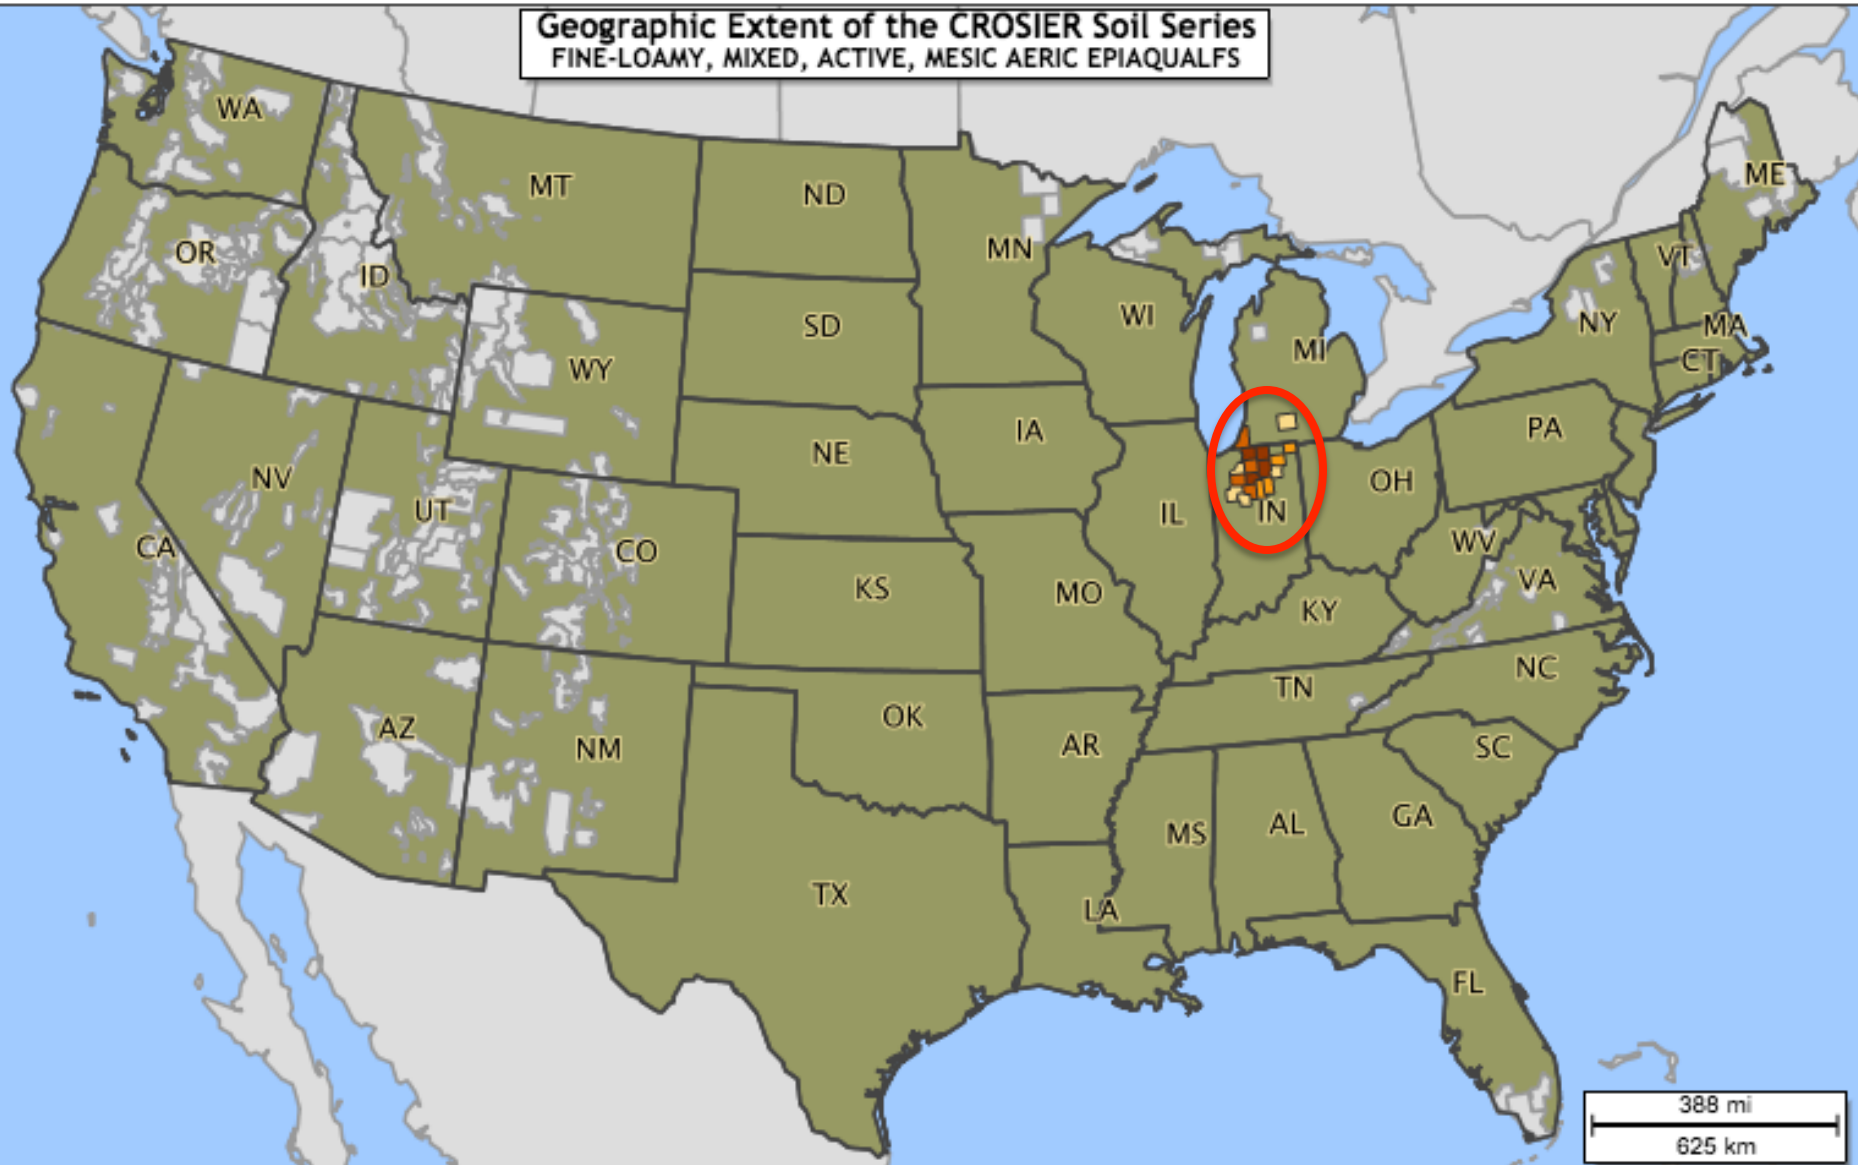 Geographic Extent of the CROSIER Soil Series
FINE-LOAMY, MIXED, ACTIVE, MESIC AERIC EPIAQUALFS
WA
MT
ND
MN
ME
OR
ID
VT
SD
WI
MI
NY
MA
WY
CT
NE
IA
PA
NV
UT
CO
IL
IN
OH
CA
KS
MO
WV
VA
KY
AZ
NM
OK
AR
TN
NC
SC
TX
LA
MS
AL
GA
FL
388 mi
625 km